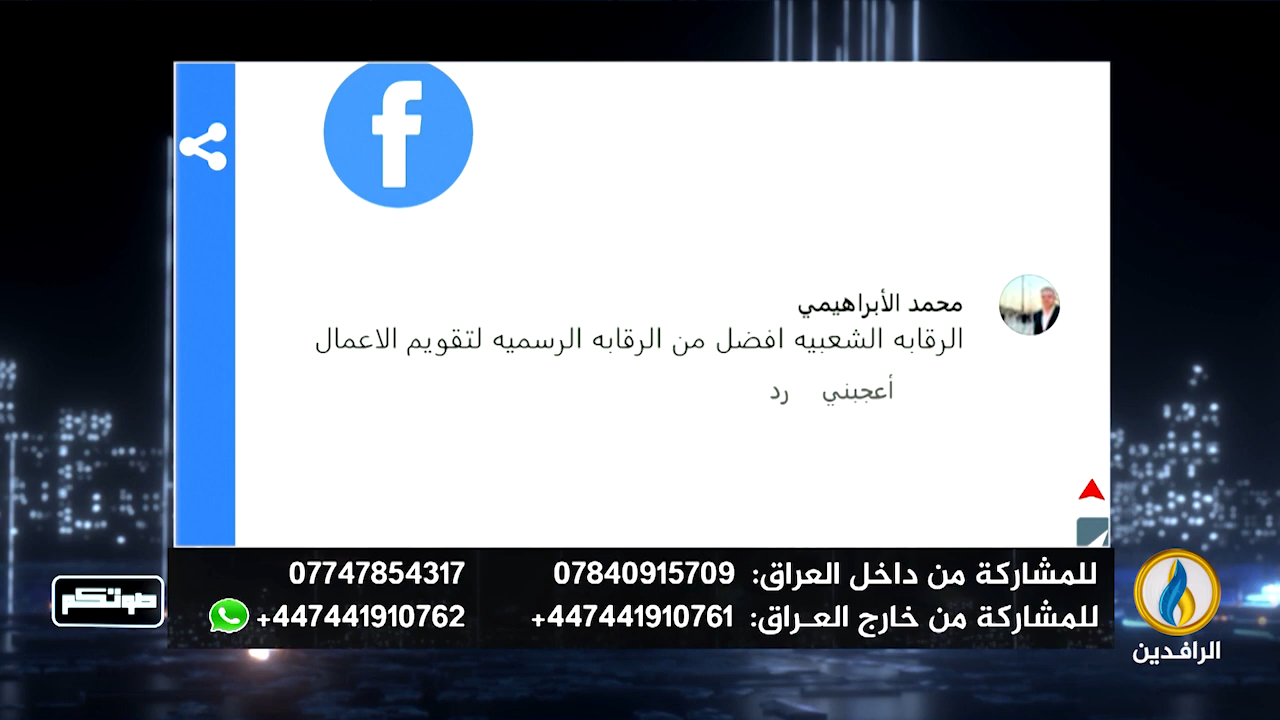 محمد الأبراهيمي
الرقابه الشعبيه افضل من الرقابه الرسميه لتقويم الاعمال
أعجبني رد
للمشاركة من داخل العراق: 07840915709 07747854317
للمشاركة من خارج العـراق: 447441910761+ 447441910762+
صوتكم
الرافدين